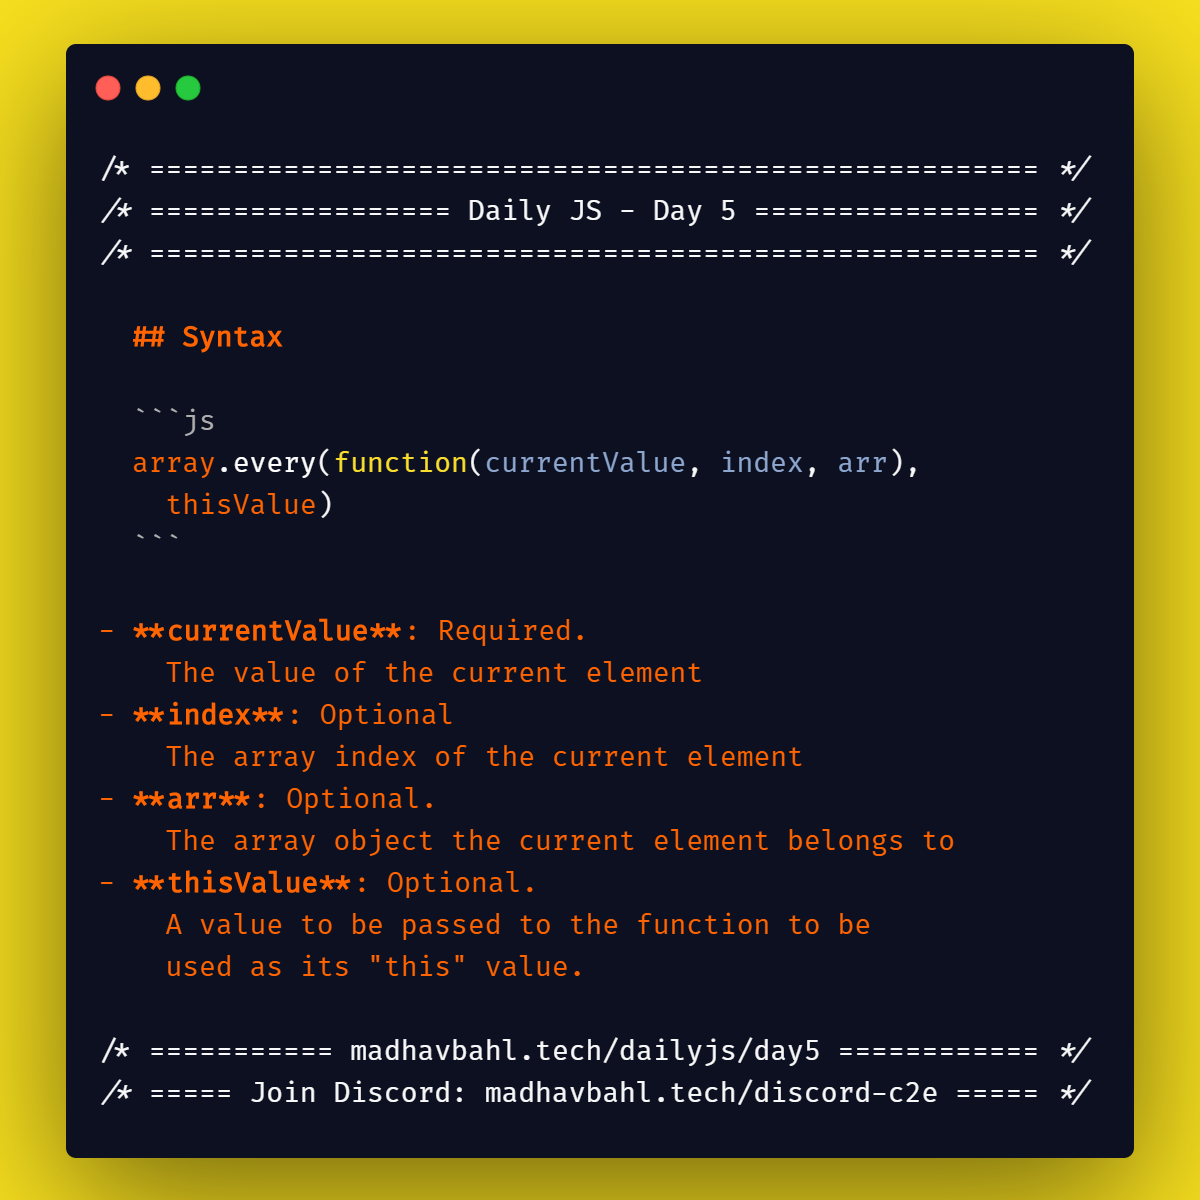 /* ===================================================== */
/* ================== Daily JS - Day 5 ================= */
/* ===================================================== */
## Syntax
```js
array.every(function(currentValue, index, arr),
thisValue)
```
- **currentValue**: Required.
The value of the current element
- **index**: Optional
The array index of the current element
- **arr**: Optional.
The array object the current element belongs to
- **thisValue**: Optional.
A value to be passed to the function to be
used as its "this" value.
/* =========== madhavbahl.tech/dailyjs/day5 ============ */
/* ===== Join Discord: madhavbahl.tech/discord-c2e ===== */